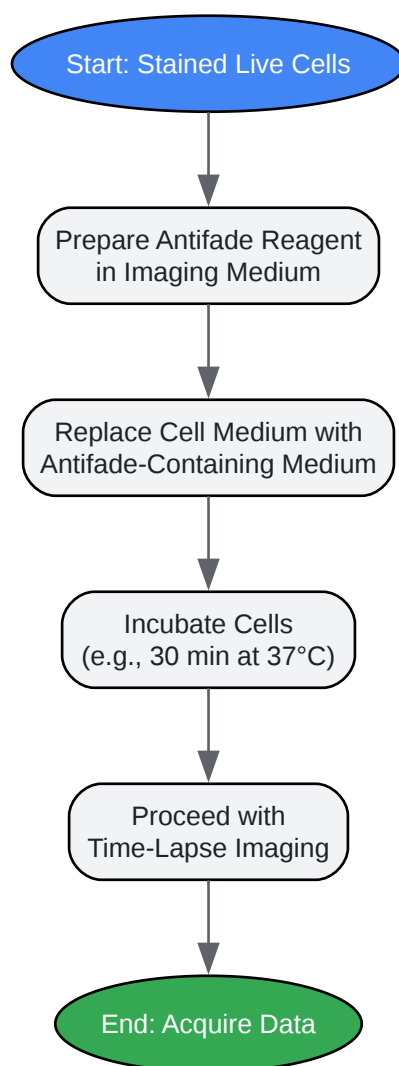 Start: Stained Live Cells
Prepare Antifade Reagent
in Imaging Medium
Replace Cell Medium with
Antifade-Containing Medium
Incubate Cells
(e.g., 30 min at 37°C)
Proceed with
Time-Lapse Imaging
End: Acquire Data